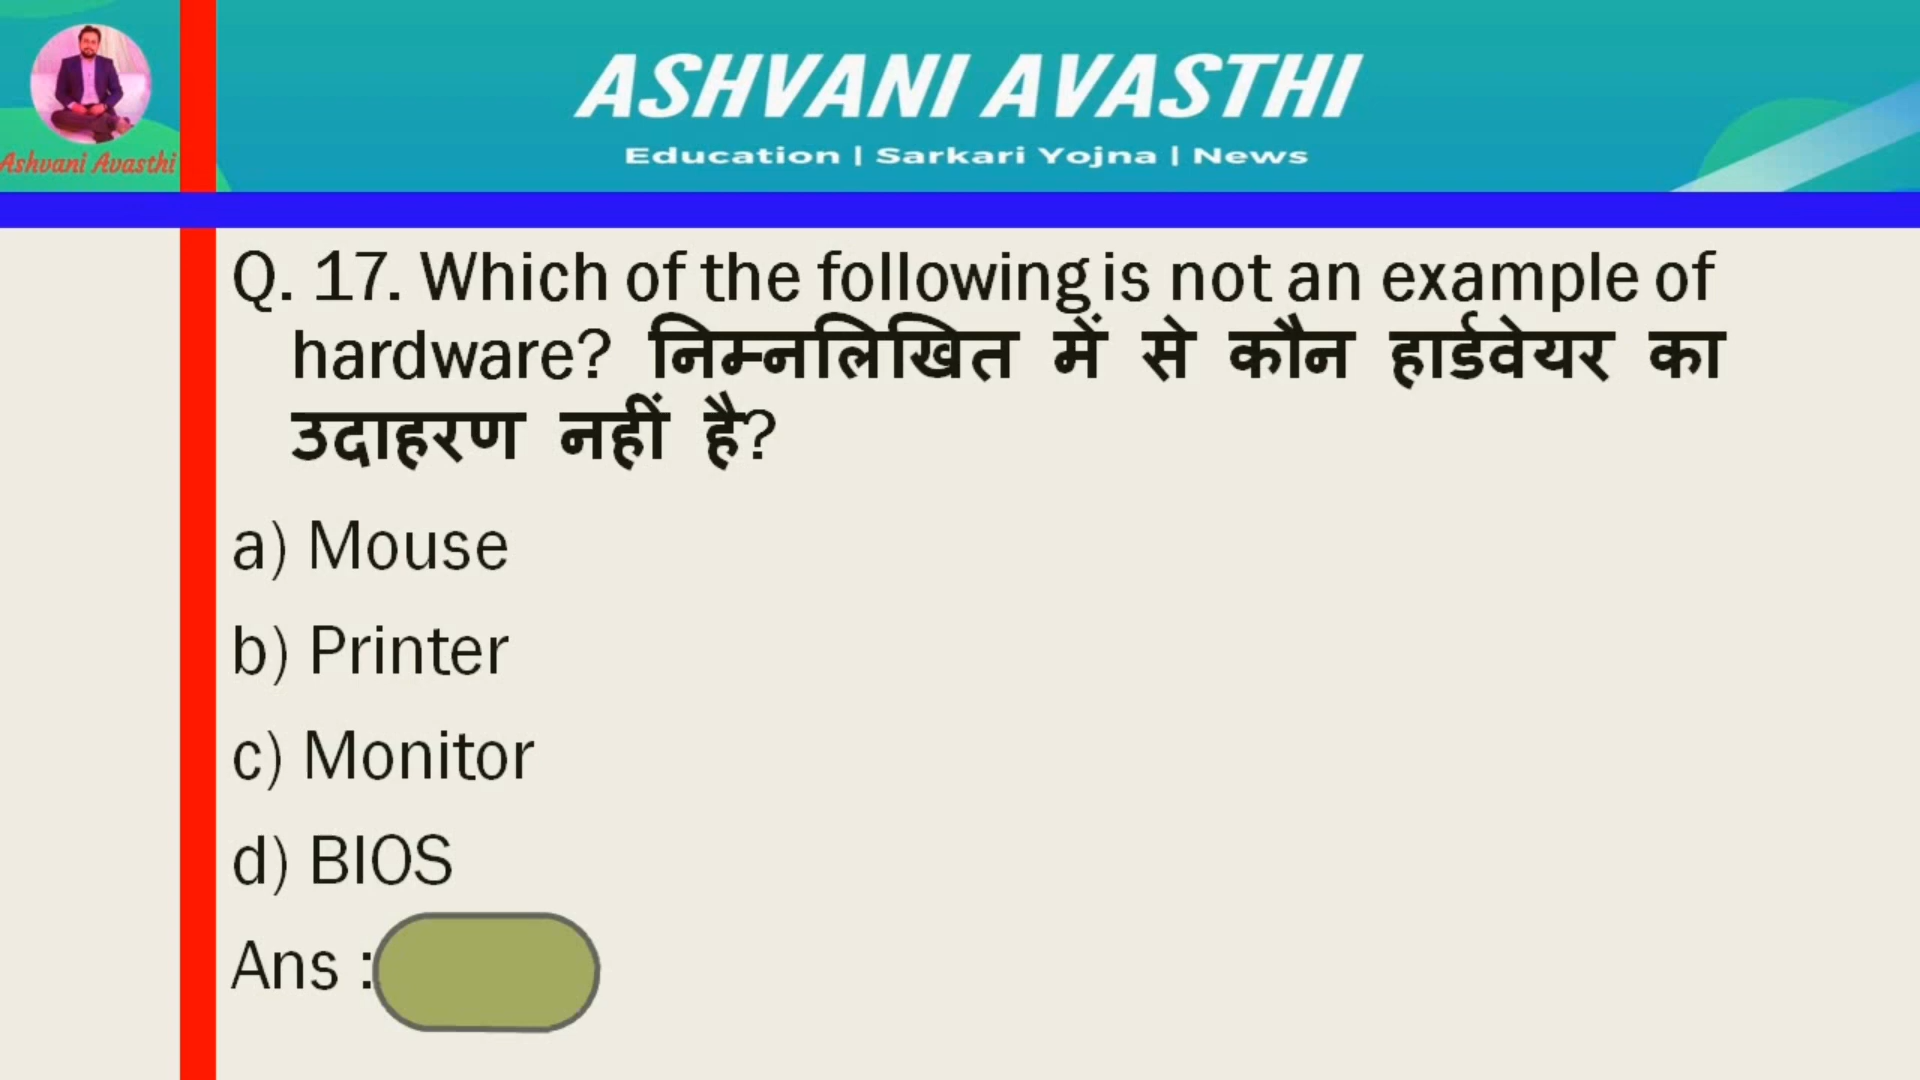 Ashvani Avasthi
ASHVANI AVASTHI
Education | Sarkari Yojna | News
Q. 17. Which of the following is not an example of
hardware? निम्नलिखित में से कौन हार्डवेयर का
उदाहरण नहीं है?
a) Mouse
b) Printer
c) Monitor
d) BIOS
Ans :